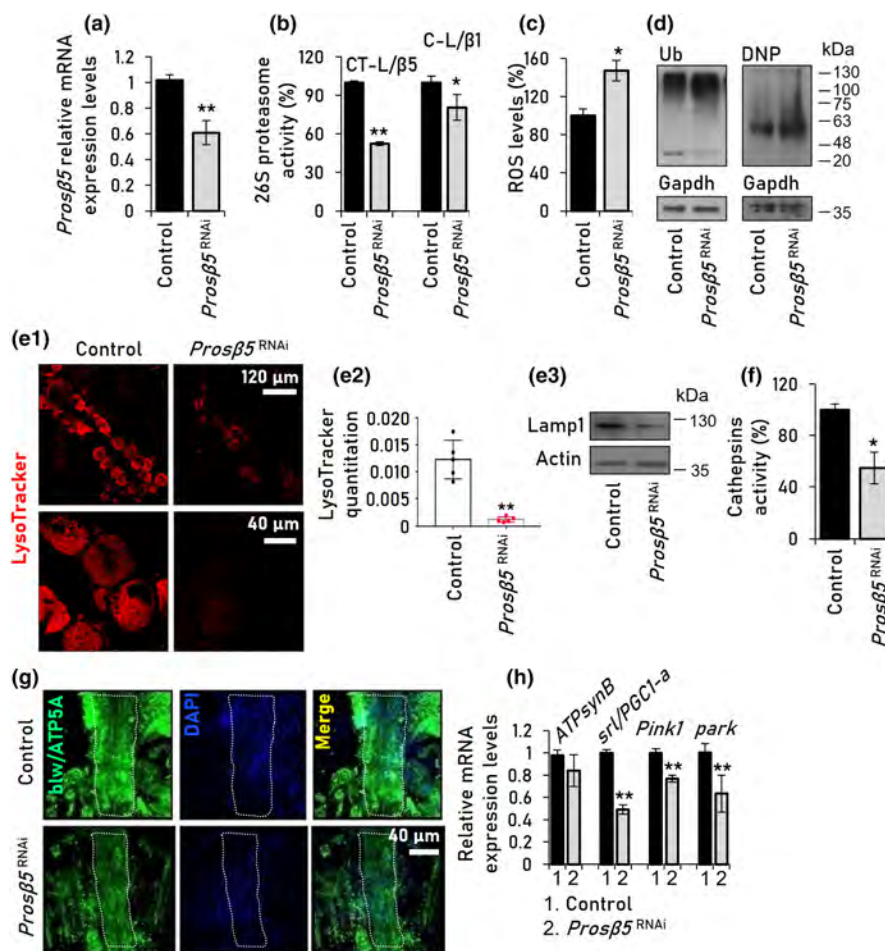 (a)
Prosβ5 relative mRNA
expression levels
1.2
1
0.8
0.6
0.4
0.2
0
**
Control
Prosβ5 RNAi
(b)
26S proteasome
activity (%)
120
90
60
30
0
CT-L/β5
C-L/β1
**
*
Control
Prosβ5 RNAi
Control
Prosβ5 RNAi
(c)
ROS levels (%)
160
120
80
40
0
*
Control
Prosβ5 RNAi
(d)
Ub
DNP
kDa
130
100
75
63
48
20
Gapdh
Gapdh
35
Control
Prosβ5 RNAi
Control
Prosβ5 RNAi
(e1)
Control
Prosβ5 RNAi
LysoTracker
120 µm
40 µm
(e2)
LysoTracker
quantitation
0.020
0.015
0.010
0.005
0
**
Control
Prosβ5 RNAi
(e3)
kDa
Lamp1
130
Actin
35
Control
Prosβ5 RNAi
(f)
Cathepsins
activity (%)
120
80
40
0
*
Control
Prosβ5 RNAi
(g)
Control
Prosβ5 RNAi
blw/ATP5A
DAPI
Merge
40 µm
(h)
Relative mRNA
expression levels
1.2
1
0.8
0.6
0.4
0.2
0
ATPsynB
srl/PGC1-a
Pink1
park
**
**
**
1 2 1 2 1 2 1 2
1. Control
2. Prosβ5 RNAi